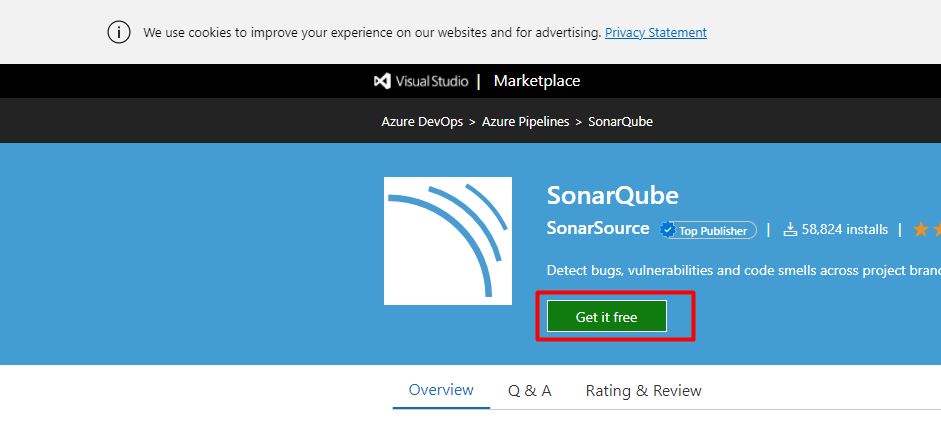 We use cookies to improve your experience on our websites and for advertising. Privacy Statement
Visual Studio | Marketplace
Azure DevOps > Azure Pipelines > SonarQube
SonarQube
SonarSource Top Publisher | 58,824 installs |
Detect bugs, vulnerabilities and code smells across project
Get it free
Overview Q & A Rating & Review